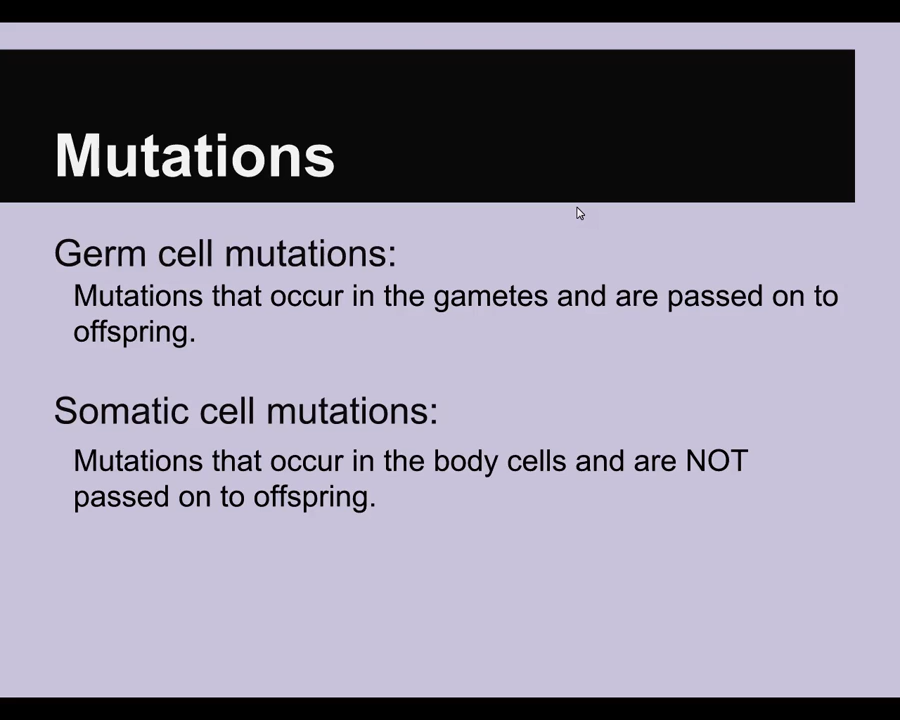 Mutations
Germ cell mutations:
Mutations that occur in the gametes and are passed on to
offspring.
Somatic cell mutations:
Mutations that occur in the body cells and are NOT
passed on to offspring.